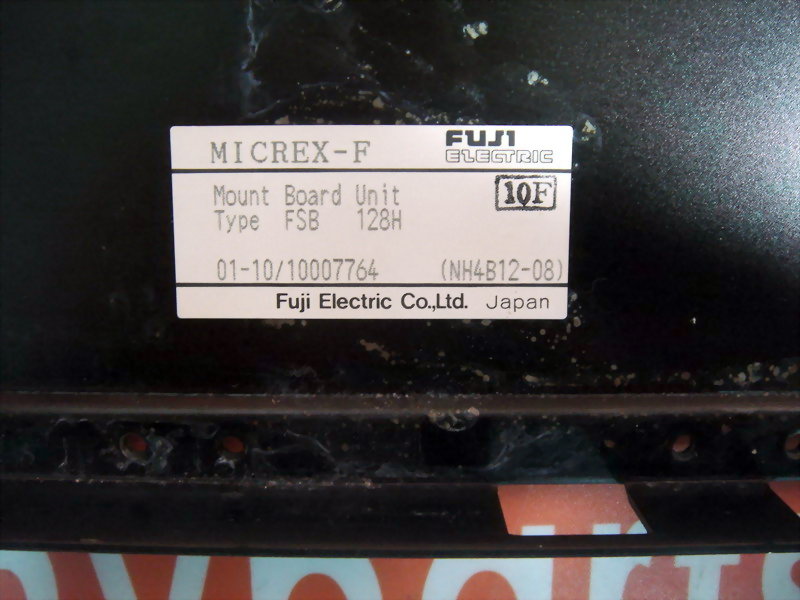 MICREX-F
FUJI
ELECTRIC
Mount Board Unit
10F
Type FSB 128H
01-10/10007764 (NH4B12-08)
Fuji Electric Co.,Ltd. Japan